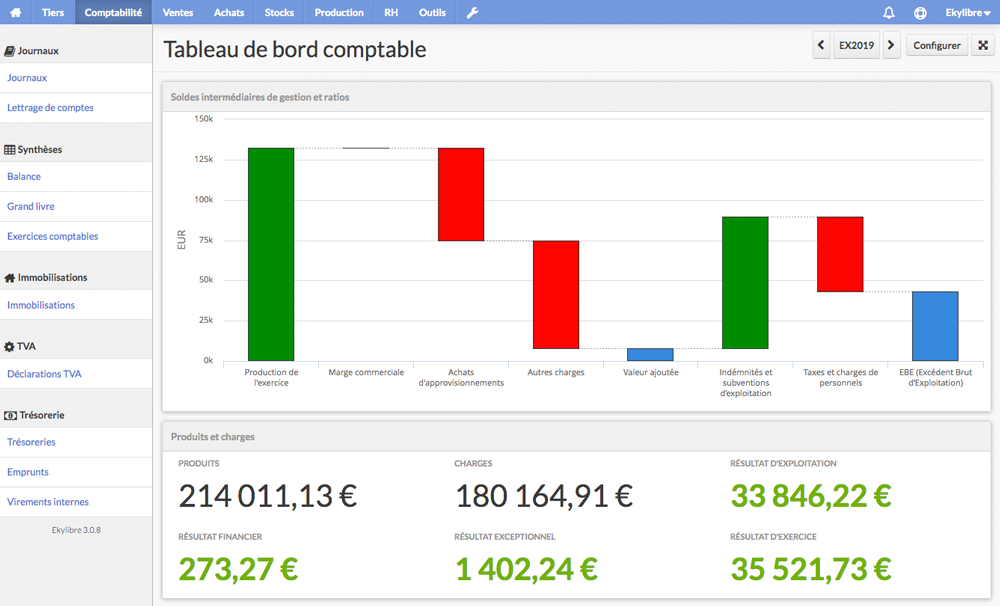 Tiers Comptabilité Ventes Achats Stocks Production RH Outils Ekylibre
Journaux
Journaux
Lettrage de comptes
Synthèses
Balance
Grand livre
Exercices comptables
Immobilisations
Immobilisations
TVA
Déclarations TVA
Trésorerie
Trésoreries
Emprunts
Virements internes
Ekylibre 3.0.8
Tableau de bord comptable
EX2019 Configurer
Soldes intermédiaires de gestion et ratios
EUR
150k
125k
100k
75k
50k
25k
0k
Production de
l'exercice
Marge commerciale
Achats
d'approvisionnements
Autres charges
Valeur ajoutée
Indémnités et
subventions
d'exploitation
Taxes et charges de
personnels
EBE (Excédent Brut
d'Exploitation)
Produits et charges
PRODUITS CHARGES RÉSULTAT D'EXPLOITATION
214 011,13 € 180 164,91 € 33 846,22 €
RÉSULTAT FINANCIER RÉSULTAT EXCEPTIONNEL RÉSULTAT D'EXERCICE
273,27 € 1 402,24 € 35 521,73 €